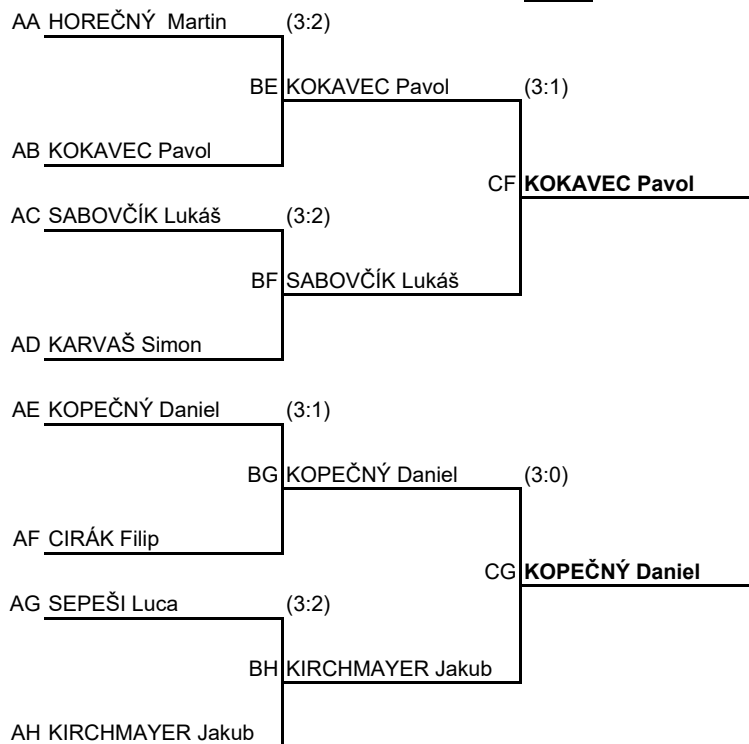 AA HOREČNÝ  Martin (3:2)
BE KOKAVEC Pavol (3:1)
AB KOKAVEC Pavol
CF KOKAVEC Pavol
AC SABOVČÍK Lukáš (3:2)
BF SABOVČÍK Lukáš
AD KARVAŠ Simon
AE KOPEČNÝ Daniel (3:1)
BG KOPEČNÝ Daniel (3:0)
AF CIRÁK Filip
CG KOPEČNÝ Daniel
AG SEPEŠI Luca (3:2)
BH KIRCHMAYER Jakub
AH KIRCHMAYER Jakub